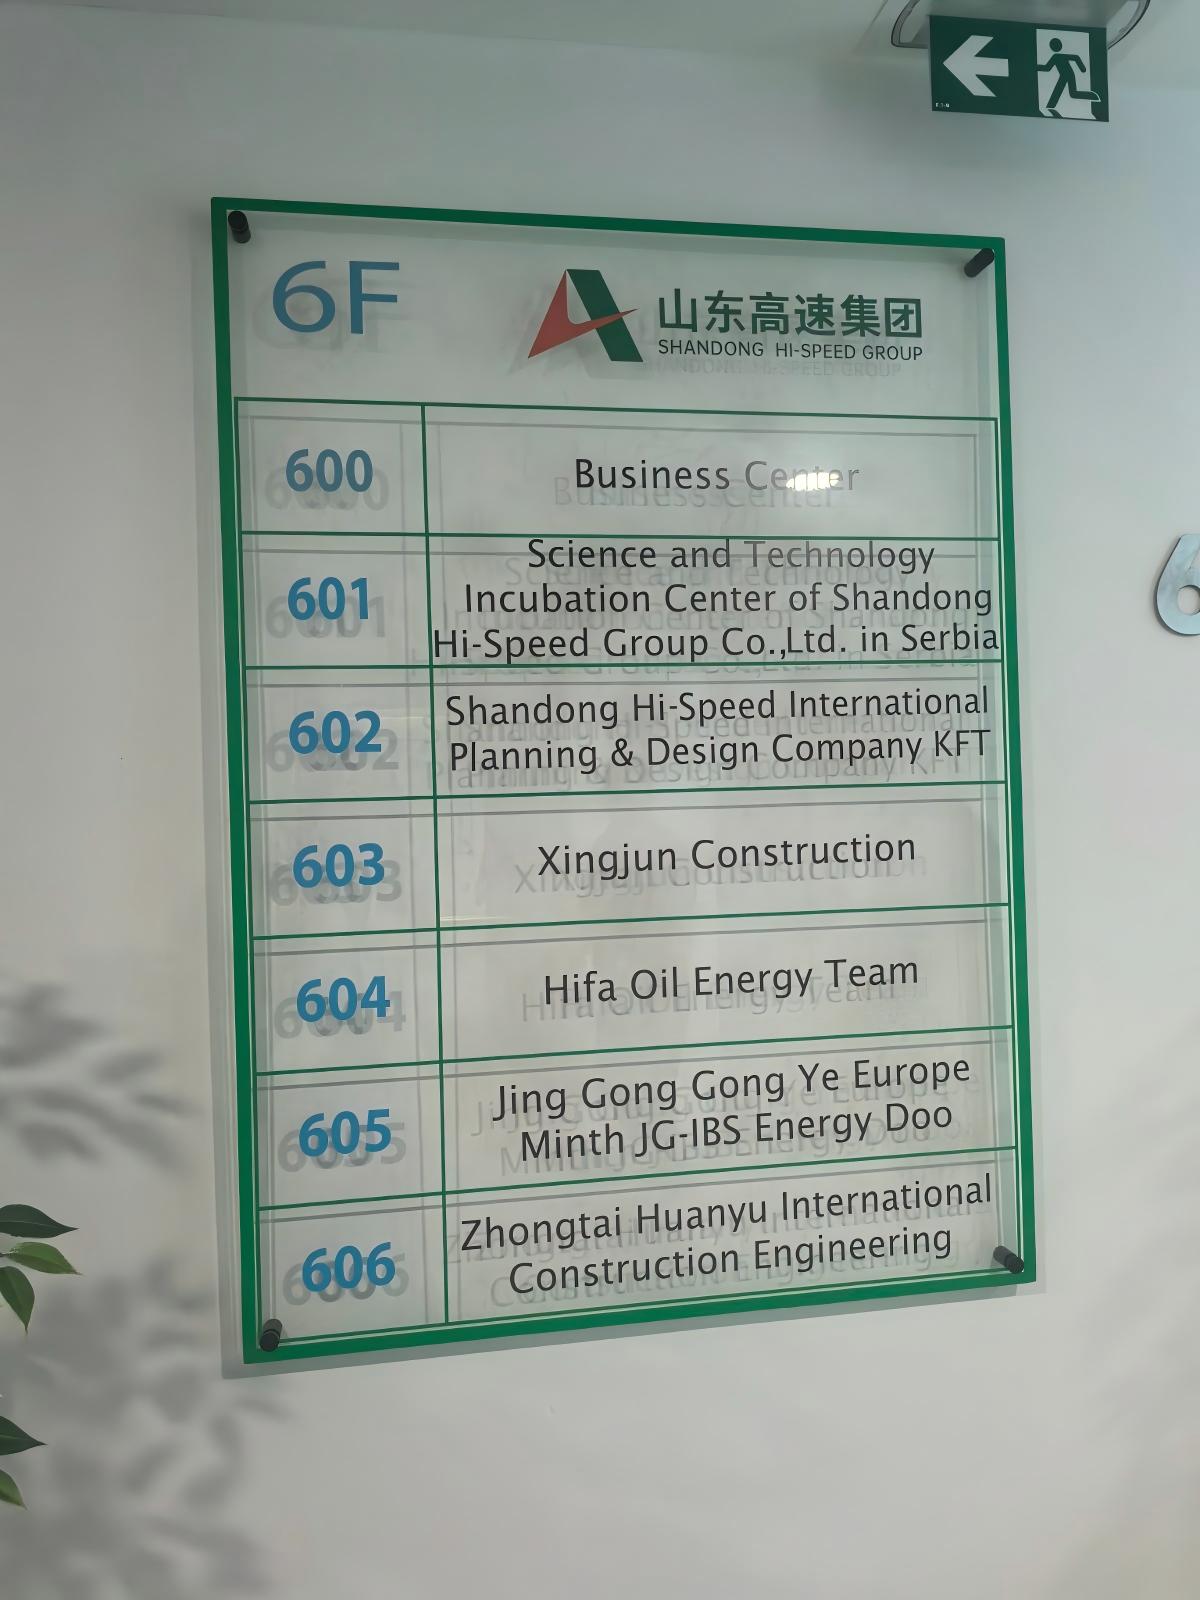 6F
山东高速集团
SHANDONG HI-SPEED GROUP
600
Business Center
601
Science and Technology
Incubation Center of Shandong
Hi-Speed Group Co.,Ltd. in Serbia
602
Shandong Hi-Speed International
Planning & Design Company KFT
603
Xingjun Construction
604
Hifa Oil Energy Team
605
Jing Gong Gong Ye Europe
Minth JG-IBS Energy Doo
606
Zhongtai Huanyu International
Construction Engineering
6